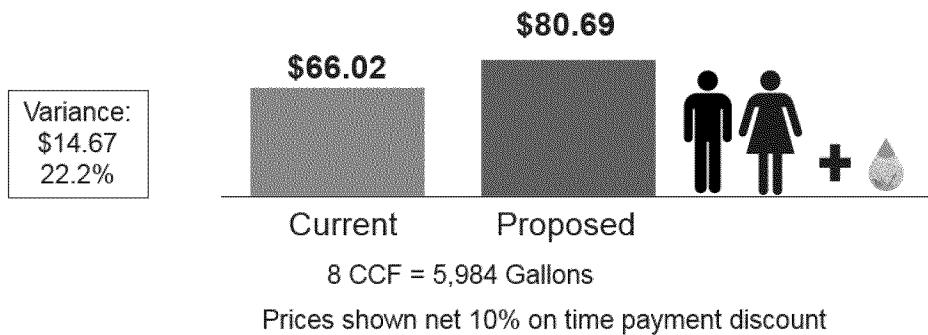 $80.69
$66.02
Variance:
$14.67
22.2%
Current
Proposed
8 CCF = 5,984 Gallons
Prices shown net 10% on time payment discount